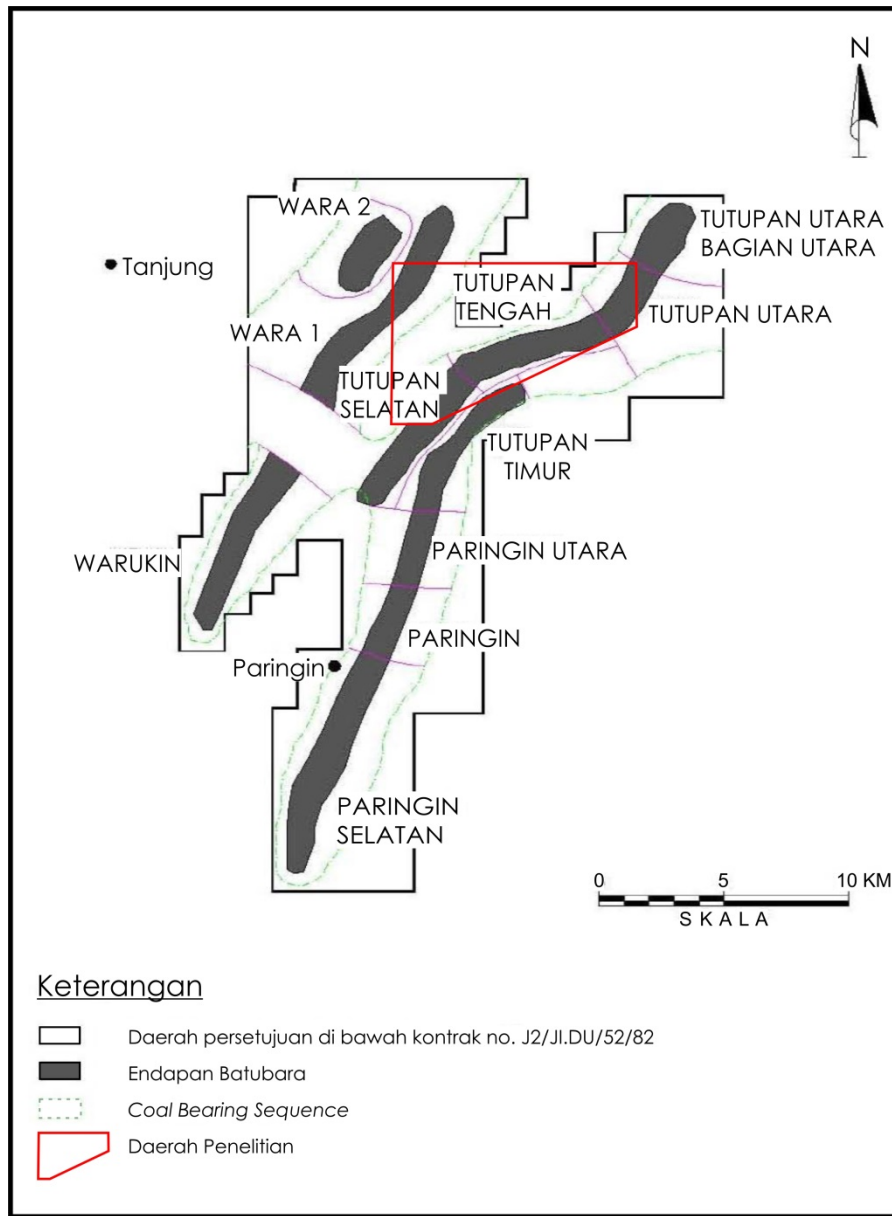 N
WARA 2
TUTUPAN UTARA
BAGIAN UTARA
Tanjung
TUTUPAN
TENGAH
TUTUPAN UTARA
WARA 1
TUTUPAN
SELATAN
TUTUPAN
TIMUR
WARUKIN
PARINGIN UTARA
PARINGIN
Paringin
PARINGIN
SELATAN
0 5 10 KM
SKALA
Keterangan
Daerah persetujuan di bawah kontrak no. J2/JI.DU/52/82
Endapan Batubara
Coal Bearing Sequence
Daerah Penelitian